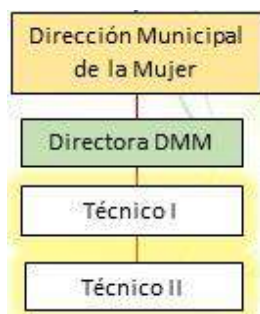 Dirección Municipal
de la Mujer
Directora DMM
Técnico I
Técnico II